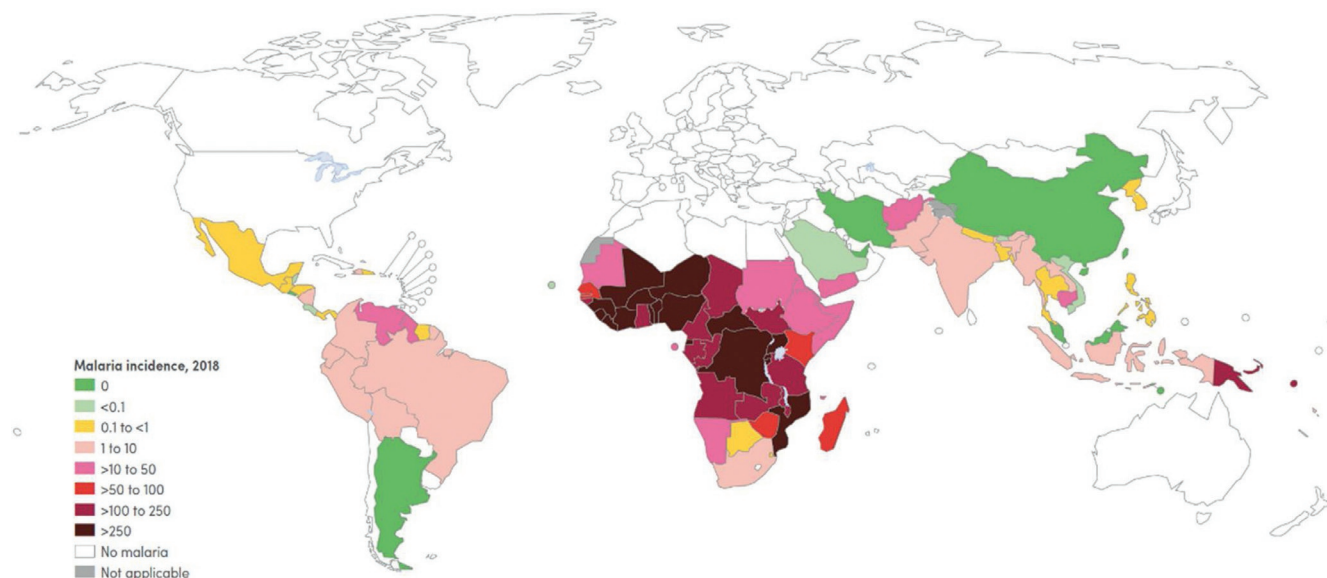 Malaria incidence, 2018
0
<0.1
0.1 to <1
1 to 10
>10 to 50
>50 to 100
>100 to 250
>250
No malaria
Not applicable